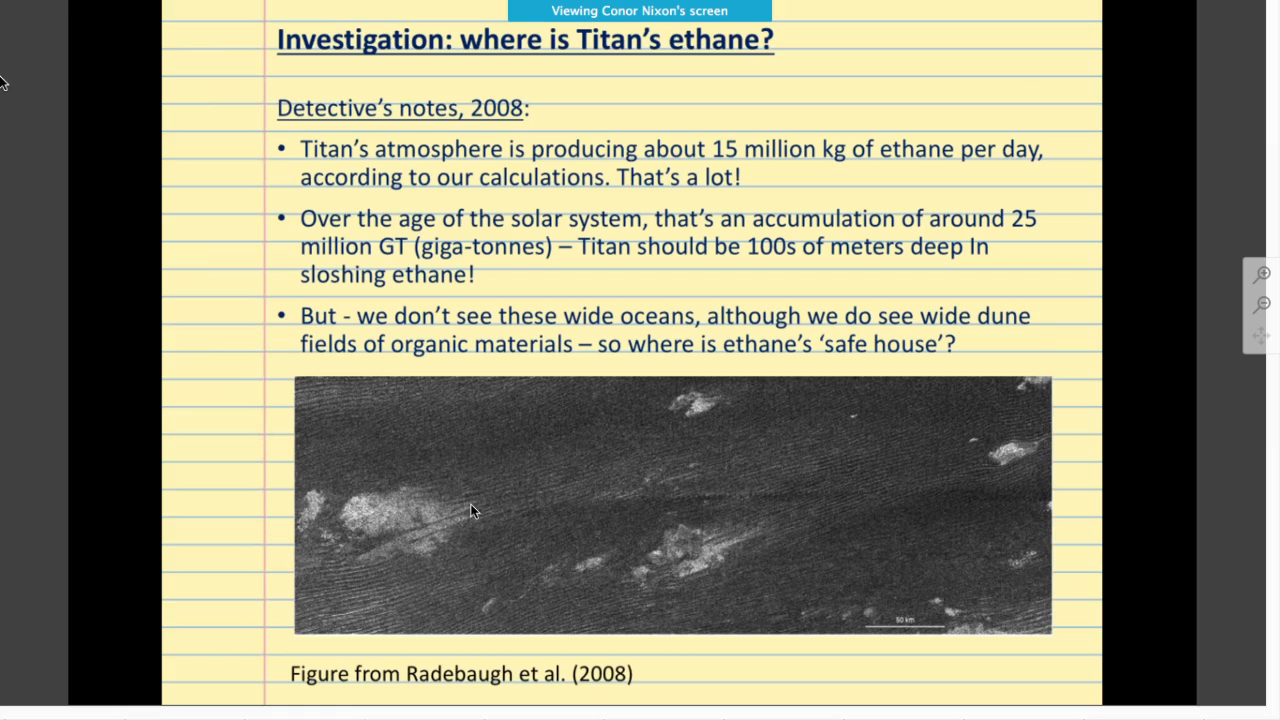 Viewing Conor Nixon's screen
Investigation: where is Titan’s ethane?
Detective’s notes, 2008:
• Titan’s atmosphere is producing about 15 million kg of ethane per day,
according to our calculations. That’s a lot!
• Over the age of the solar system, that’s an accumulation of around 25
million GT (giga-tonnes) – Titan should be 100s of meters deep In
sloshing ethane!
• But - we don’t see these wide oceans, although we do see wide dune
fields of organic materials – so where is ethane’s ‘safe house’?
50 km
Figure from Radebaugh et al. (2008)